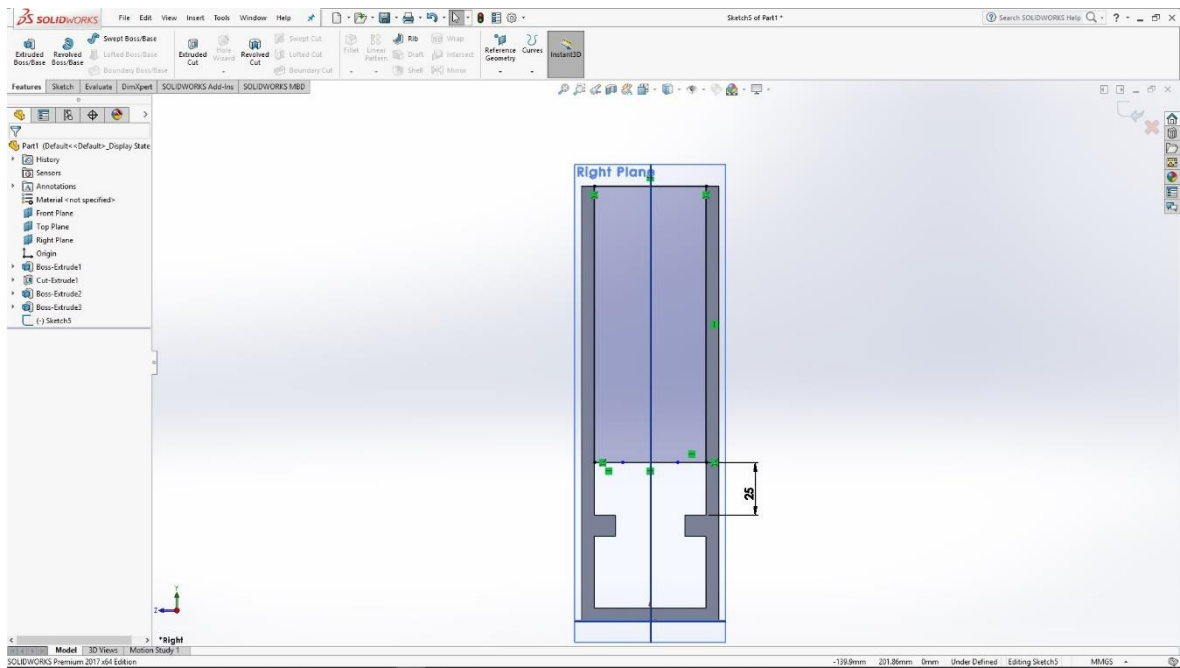 SOLIDWORKS File Edit View Insert Tools Window Help Sketch5 of Part1 * Search SOLIDWORKS Help
Extruded Boss/Base Revolved Boss/Base Swept Boss/Base Lofted Boss/Base Boundary Boss/Base Extruded Cut Hole Wizard Revolved Cut Swept Cut Lofted Cut Boundary Cut Fillet Linear Pattern Rib Draft Shell Wrap Intersect Mirror Reference Geometry Curves Instant3D
Features Sketch Evaluate DimXpert SOLIDWORKS Add-Ins SOLIDWORKS MBD
Part1 (Default<<Default>_Display State
History
Sensors
Annotations
Material <not specified>
Front Plane
Top Plane
Right Plane
Origin
Boss-Extrude1
Cut-Extrude1
Boss-Extrude2
Boss-Extrude3
(-) Sketch5
Right Plane
25
Y
Z
*Right
Model 3D Views Motion Study 1
SOLIDWORKS Premium 2017 x64 Edition -139.9mm 201.86mm 0mm Under Defined Editing Sketch5 MMGS